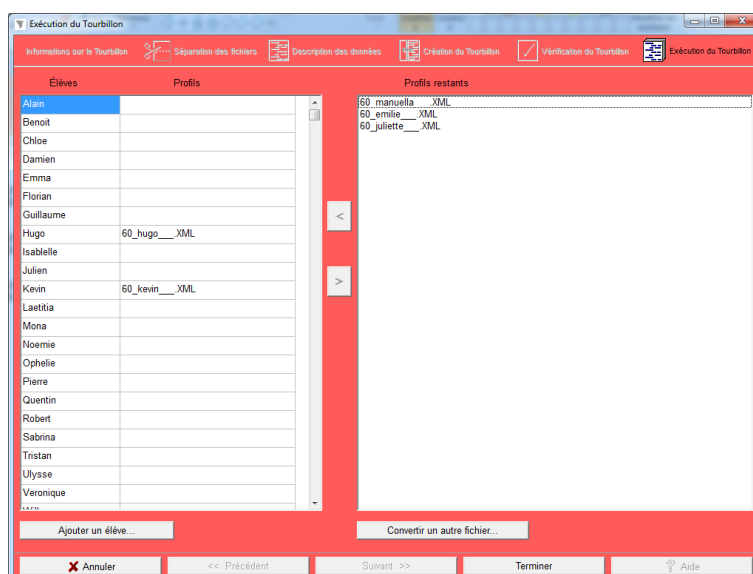 Exécution du Tourbillon
Informations sur le Tourbillon Séparation des fichiers Description des données Création du Tourbillon Vérification du Tourbillon Exécution du Tourbillon
Élèves Profils Profils restants
Alain
Benoit
Chloe
Damien
Emma
Florian
Guillaume
Hugo 60_hugo___.XML
Isablelle
Julien
Kevin 60_kevin___.XML
Laetitia
Mona
Noemie
Ophelie
Pierre
Quentin
Robert
Sabrina
Tristan
Ulysse
Veronique
60_manuella___.XML
60_emilie___.XML
60_juliette___.XML
<
>
Ajouter un élève... Convertir un autre fichier...
Annuler << Précédent Suivant >> Terminer ? Aide